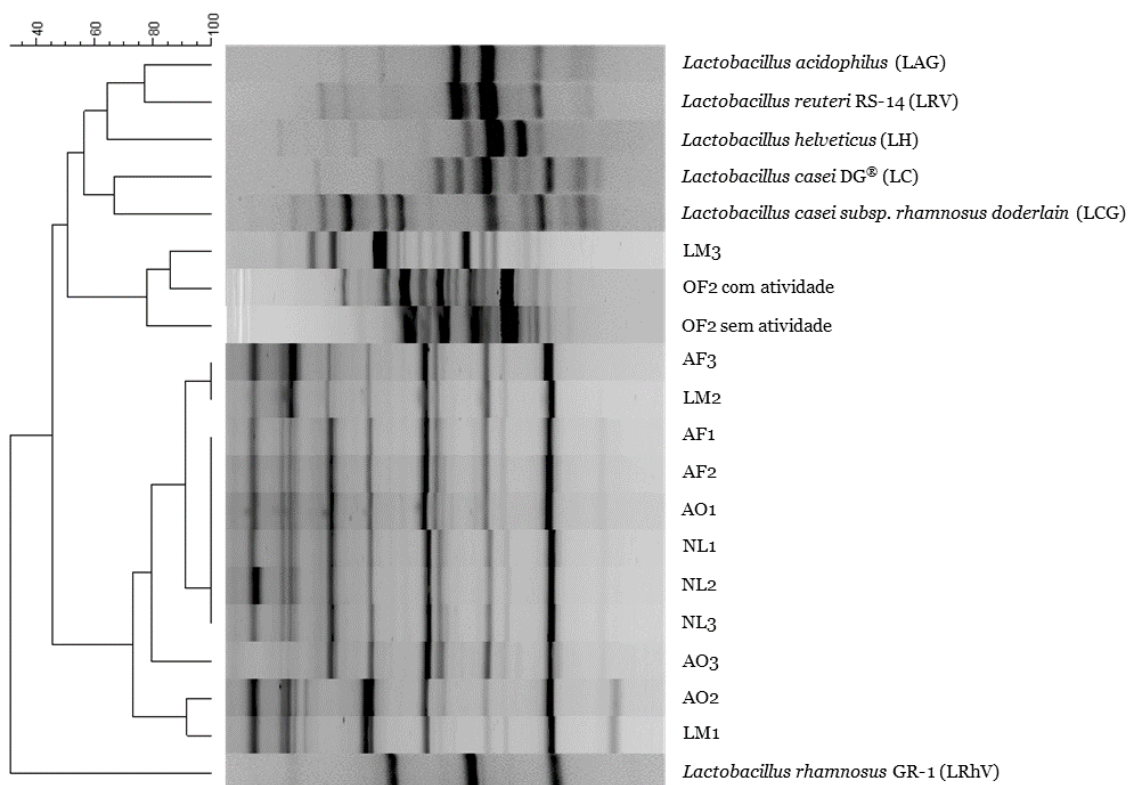 40 60 80 100
Lactobacillus acidophilus (LAG)
Lactobacillus reuteri RS-14 (LRV)
Lactobacillus helveticus (LH)
Lactobacillus casei DG® (LC)
Lactobacillus casei subsp. rhamnosus doderlain (LCG)
LM3
OF2 com atividade
OF2 sem atividade
AF3
LM2
AF1
AF2
AO1
NL1
NL2
NL3
AO3
AO2
LM1
Lactobacillus rhamnosus GR-1 (LRhV)